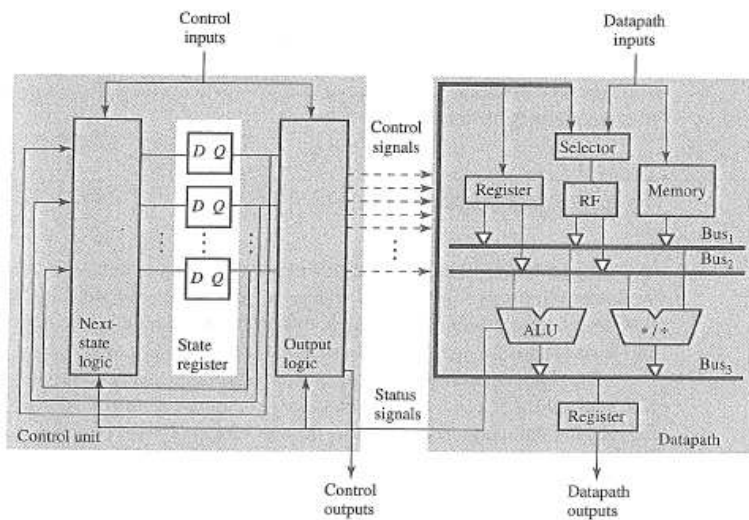 Control
inputs
Datapath
inputs
Control
signals
Selector
Register
RF
Memory
D Q
D Q
D Q
Bus1
Bus2
ALU
* / ÷
Next-
state
logic
State
register
Output
logic
Bus3
Status
signals
Register
Control unit
Datapath
Control
outputs
Datapath
outputs